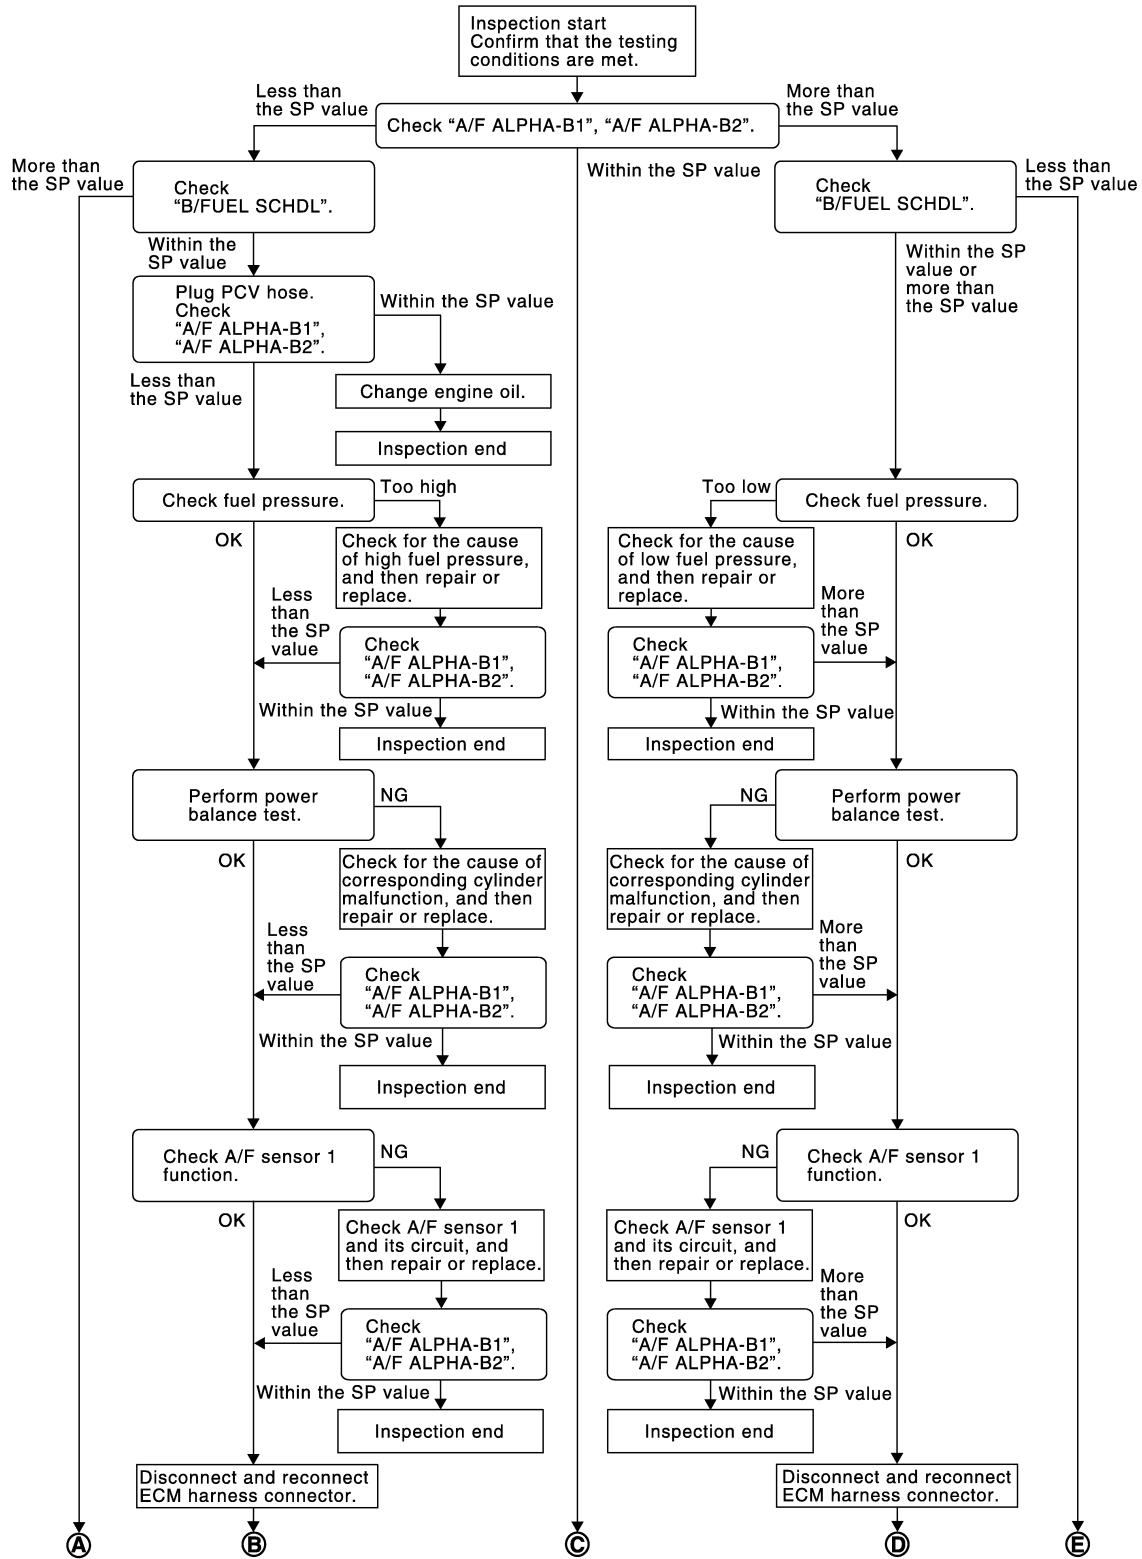 Inspection start
Confirm that the testing
conditions are met.
Less than
the SP value
More than
the SP value
Check “A/F ALPHA-B1”, “A/F ALPHA-B2”.
More than
the SP value
Check
“B/FUEL SCHDL”.
Within the SP value
Check
“B/FUEL SCHDL”.
Less than
the SP value
Within the
SP value
Within the SP
value or
more than
the SP value
Plug PCV hose.
Check
“A/F ALPHA-B1”,
“A/F ALPHA-B2”.
Within the SP value
Less than
the SP value
Change engine oil.
Inspection end
Check fuel pressure.
Too high
Too low
Check fuel pressure.
OK
Check for the cause
of high fuel pressure,
and then repair or
replace.
Check for the cause
of low fuel pressure,
and then repair or
replace.
OK
Less
than
the SP
value
Check
“A/F ALPHA-B1”,
“A/F ALPHA-B2”.
Check
“A/F ALPHA-B1”,
“A/F ALPHA-B2”.
More
than
the SP
value
Within the SP value
Within the SP value
Inspection end
Inspection end
Perform power
balance test.
NG
NG
Perform power
balance test.
OK
Check for the cause of
corresponding cylinder
malfunction, and then
repair or replace.
Check for the cause of
corresponding cylinder
malfunction, and then
repair or replace.
OK
Less
than
the SP
value
Check
“A/F ALPHA-B1”,
“A/F ALPHA-B2”.
Check
“A/F ALPHA-B1”,
“A/F ALPHA-B2”.
More
than
the SP
value
Within the SP value
Within the SP value
Inspection end
Inspection end
Check A/F sensor 1
function.
NG
NG
Check A/F sensor 1
function.
OK
Check A/F sensor 1
and its circuit, and
then repair or replace.
Check A/F sensor 1
and its circuit, and
then repair or replace.
OK
Less
than
the SP
value
Check
“A/F ALPHA-B1”,
“A/F ALPHA-B2”.
Check
“A/F ALPHA-B1”,
“A/F ALPHA-B2”.
More
than
the SP
value
Within the SP value
Within the SP value
Inspection end
Inspection end
Disconnect and reconnect
ECM harness connector.
Disconnect and reconnect
ECM harness connector.
A
B
C
D
E